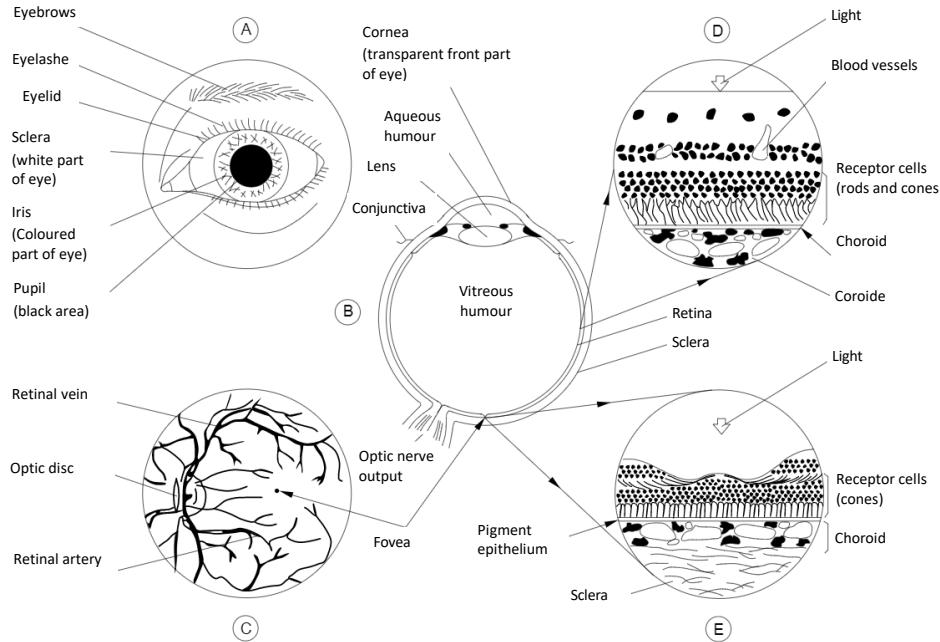 Eyebrows
Eyelashe
Eyelid
Sclera
(white part
of eye)
Iris
(Coloured
part of eye)
Pupil
(black area)
A
Cornea
(transparent front part
of eye)
Aqueous
humour
Lens
Conjunctiva
B
Vitreous
humour
Retina
Sclera
Optic nerve
output
Fovea
D
Light
Blood vessels
Receptor cells
(rods and cones
Choroid
Coroide
Retinal vein
Optic disc
Retinal artery
C
Light
Receptor cells
(cones)
Choroid
Pigment
epithelium
Sclera
E